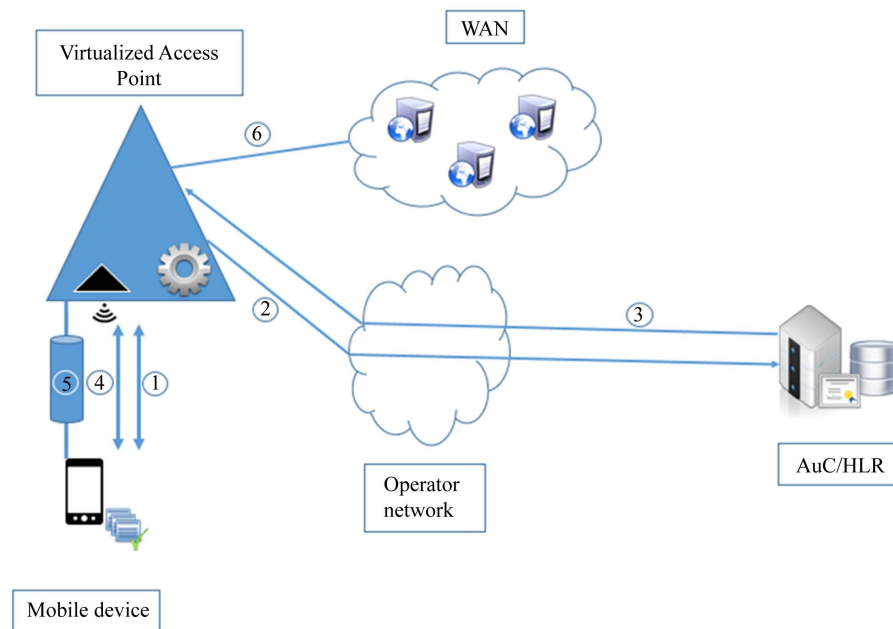 WAN
Virtualized Access
Point
6
2
3
5
4
1
AuC/HLR
Operator
network
Mobile device